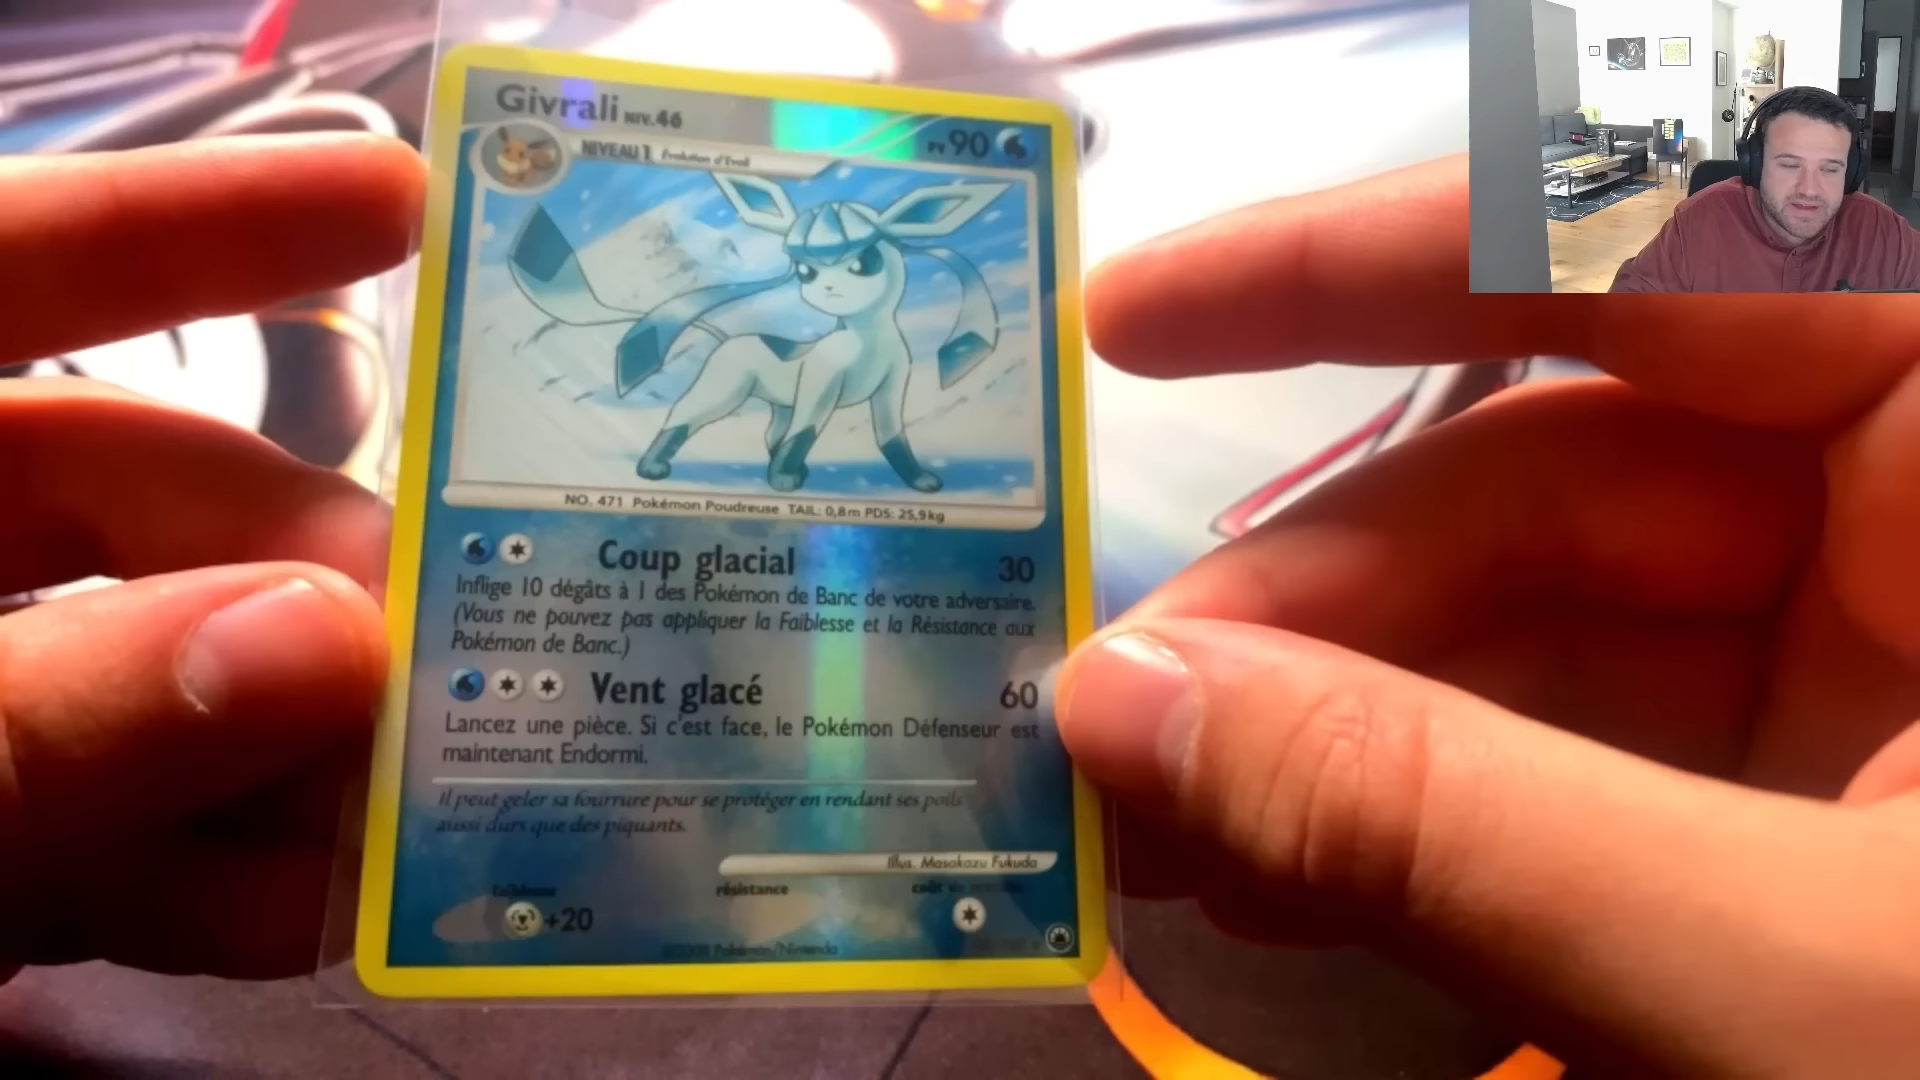 Givrali NIV.46
PV 90
NIVEAU 1 Évolution d'Évoli
NO. 471 Pokémon Poudreuse TAIL: 0,8m PDS: 25,9kg
Coup glacial 30
Inflige 10 dégâts à 1 des Pokémon de Banc de votre adversaire.
(Vous ne pouvez pas appliquer la Faiblesse et la Résistance aux
Pokémon de Banc.)
Vent glacé 60
Lancez une pièce. Si c'est face, le Pokémon Défenseur est
maintenant Endormi.
Il peut geler sa fourrure pour se protéger en rendant ses poils
aussi durs que des piquants.
Illus. Masakazu Fukuda
faiblesse résistance coût de
+20
Pokémon/Nintendo